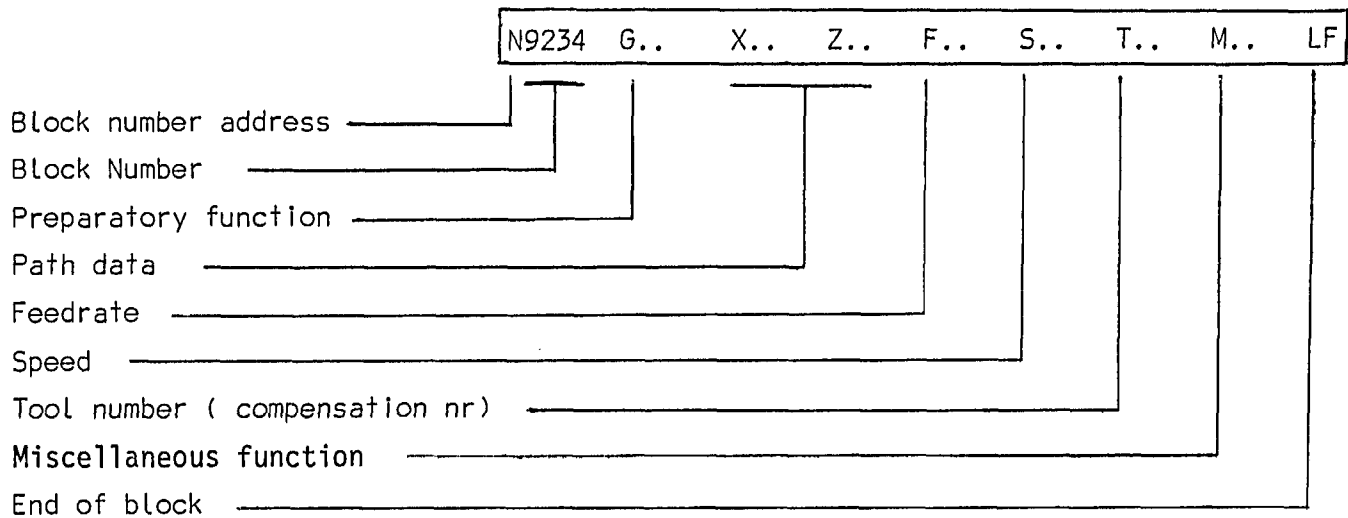 N9234 G.. X.. Z.. F.. S.. T.. M.. LF
Block number address
Block Number
Preparatory function
Path data
Feedrate
Speed
Tool number ( compensation nr)
Miscellaneous function
End of block